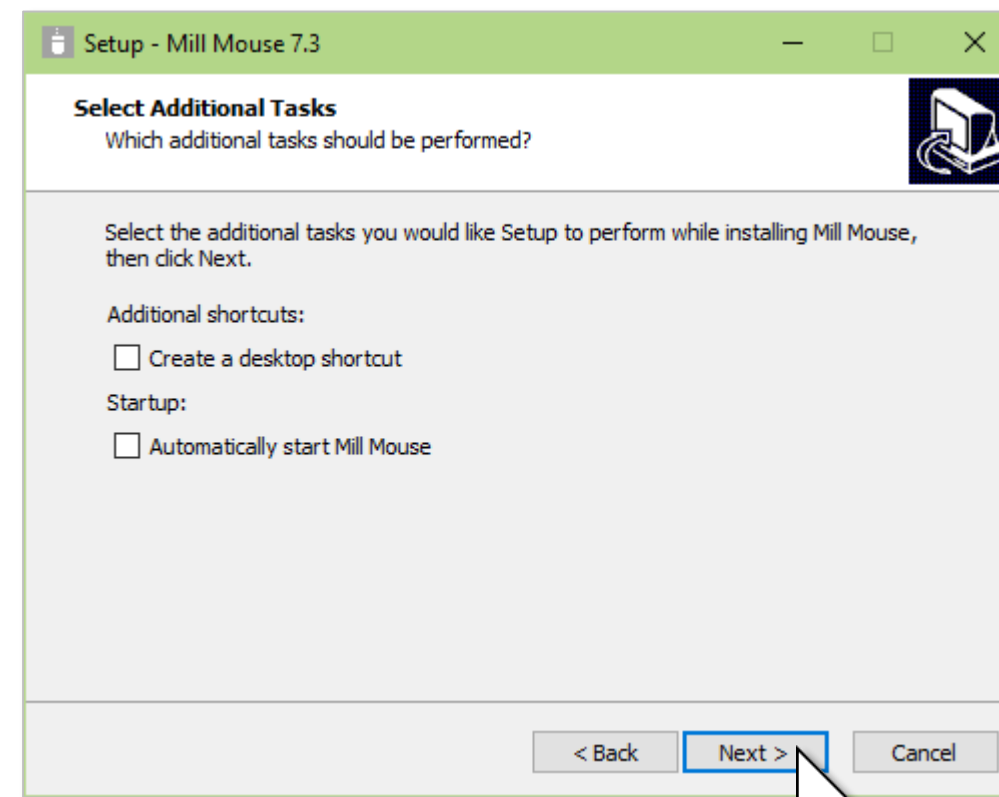 Setup - Mill Mouse 7.3
Select Additional Tasks
Which additional tasks should be performed?
Select the additional tasks you would like Setup to perform while installing Mill Mouse,
then click Next.
Additional shortcuts:
Create a desktop shortcut
Startup:
Automatically start Mill Mouse
< Back Next > Cancel